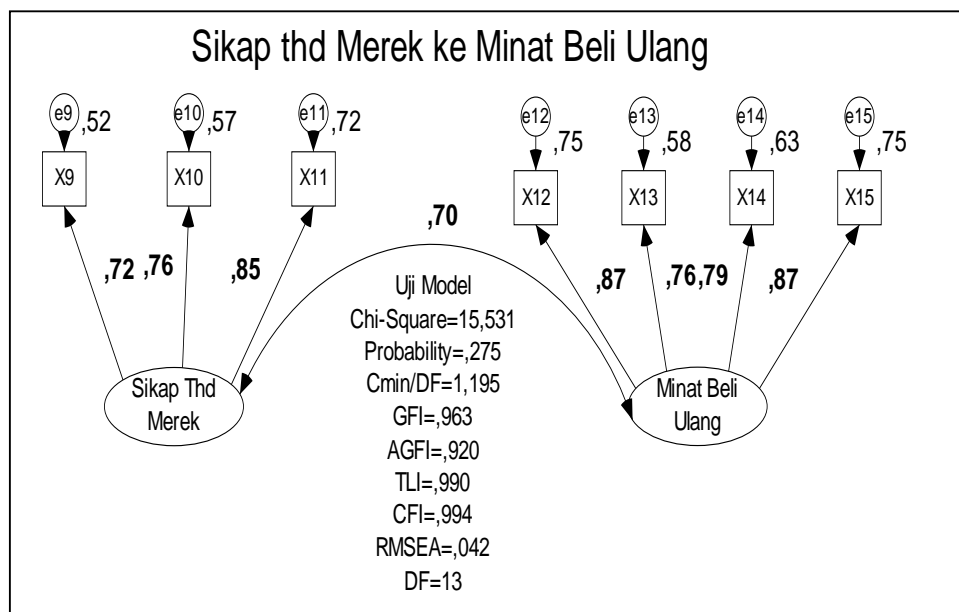 Sikap thd Merek ke Minat Beli Ulang
e9 ,52
e10 ,57
e11 ,72
e12 ,75
e13 ,58
e14 ,63
e15 ,75
X9
X10
X11
X12
X13
X14
X15
,70
,72
,76
,85
,87
,76
,79
,87
Uji Model
Chi-Square=15,531
Probability=,275
Cmin/DF=1,195
GFI=,963
AGFI=,920
TLI=,990
CFI=,994
RMSEA=,042
DF=13
Sikap Thd
Merek
Minat Beli
Ulang